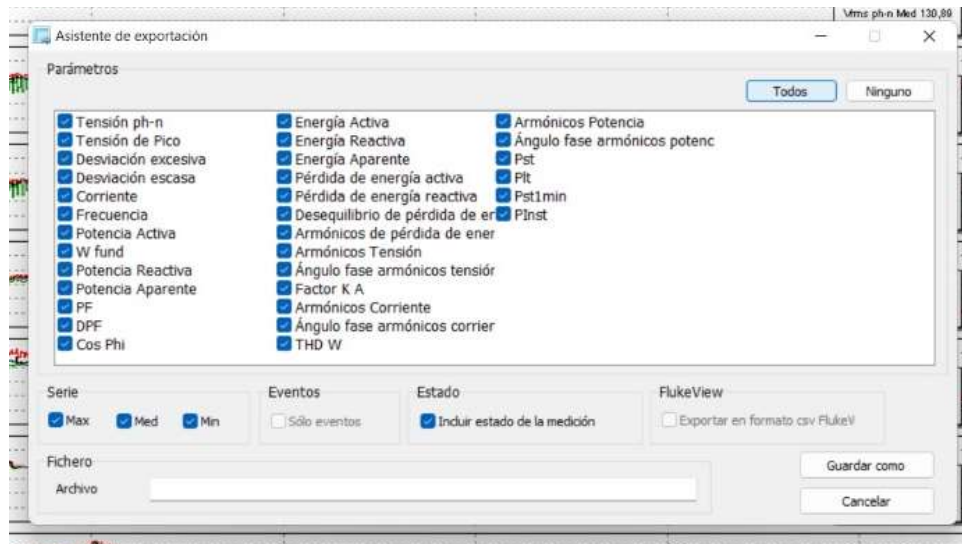 Vrms ph-n Med 130,89
Asistente de exportación
Parámetros
Todos
Ninguno
Tensión ph-n
Tensión de Pico
Desviación excesiva
Desviación escasa
Corriente
Frecuencia
Potencia Activa
W fund
Potencia Reactiva
Potencia Aparente
PF
DPF
Cos Phi
Energía Activa
Energía Reactiva
Energía Aparente
Pérdida de energía activa
Pérdida de energía reactiva
Desequilibrio de pérdida de er
Armónicos de pérdida de ener
Armónicos Tensión
Ángulo fase armónicos tensiór
Factor K A
Armónicos Corriente
Ángulo fase armónicos corrier
THD W
Armónicos Potencia
Ángulo fase armónicos potenc
Pst
Plt
Pst1min
PInst
Serie
Max
Med
Min
Eventos
Sólo eventos
Estado
Incluir estado de la medición
FlukeView
Exportar en formato csv FlukeV
Fichero
Archivo
Guardar como
Cancelar